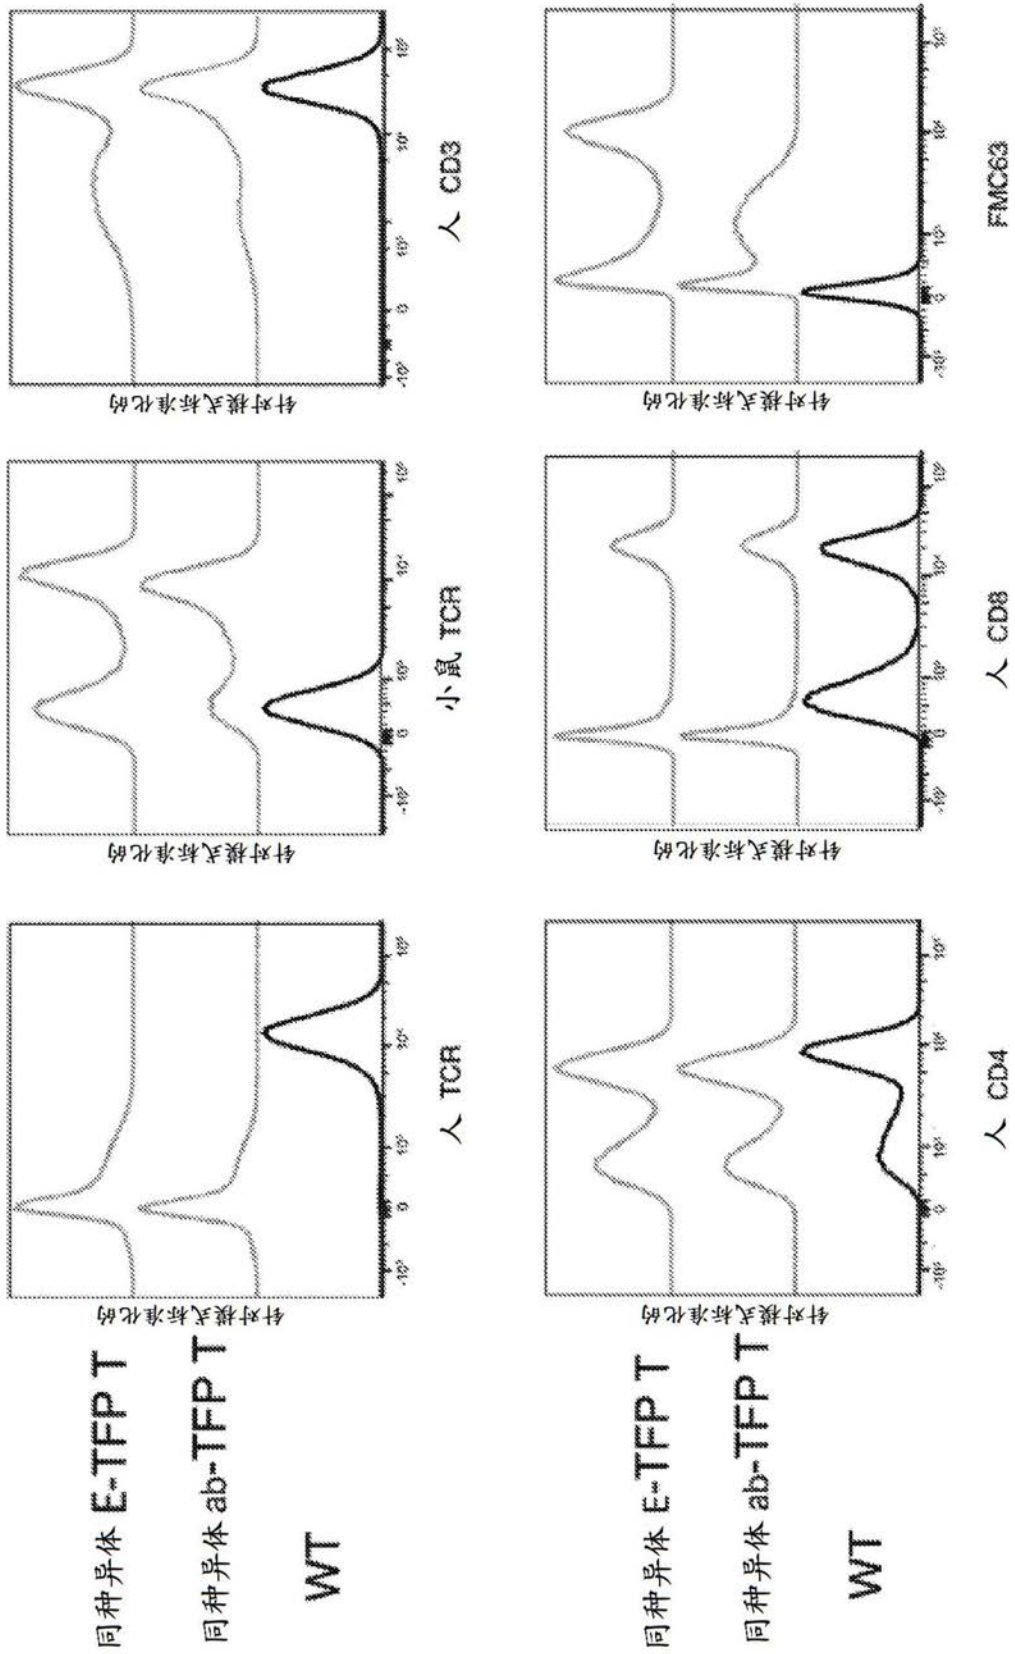 同种异体 E-TFP T
同种异体 ab-TFP T
WT
针对模式标准化的
人 TCR
针对模式标准化的
小鼠 TCR
针对模式标准化的
人 CD3
同种异体 E-TFP T
同种异体 ab-TFP T
WT
针对模式标准化的
人 CD4
针对模式标准化的
人 CD8
针对模式标准化的
FMC63